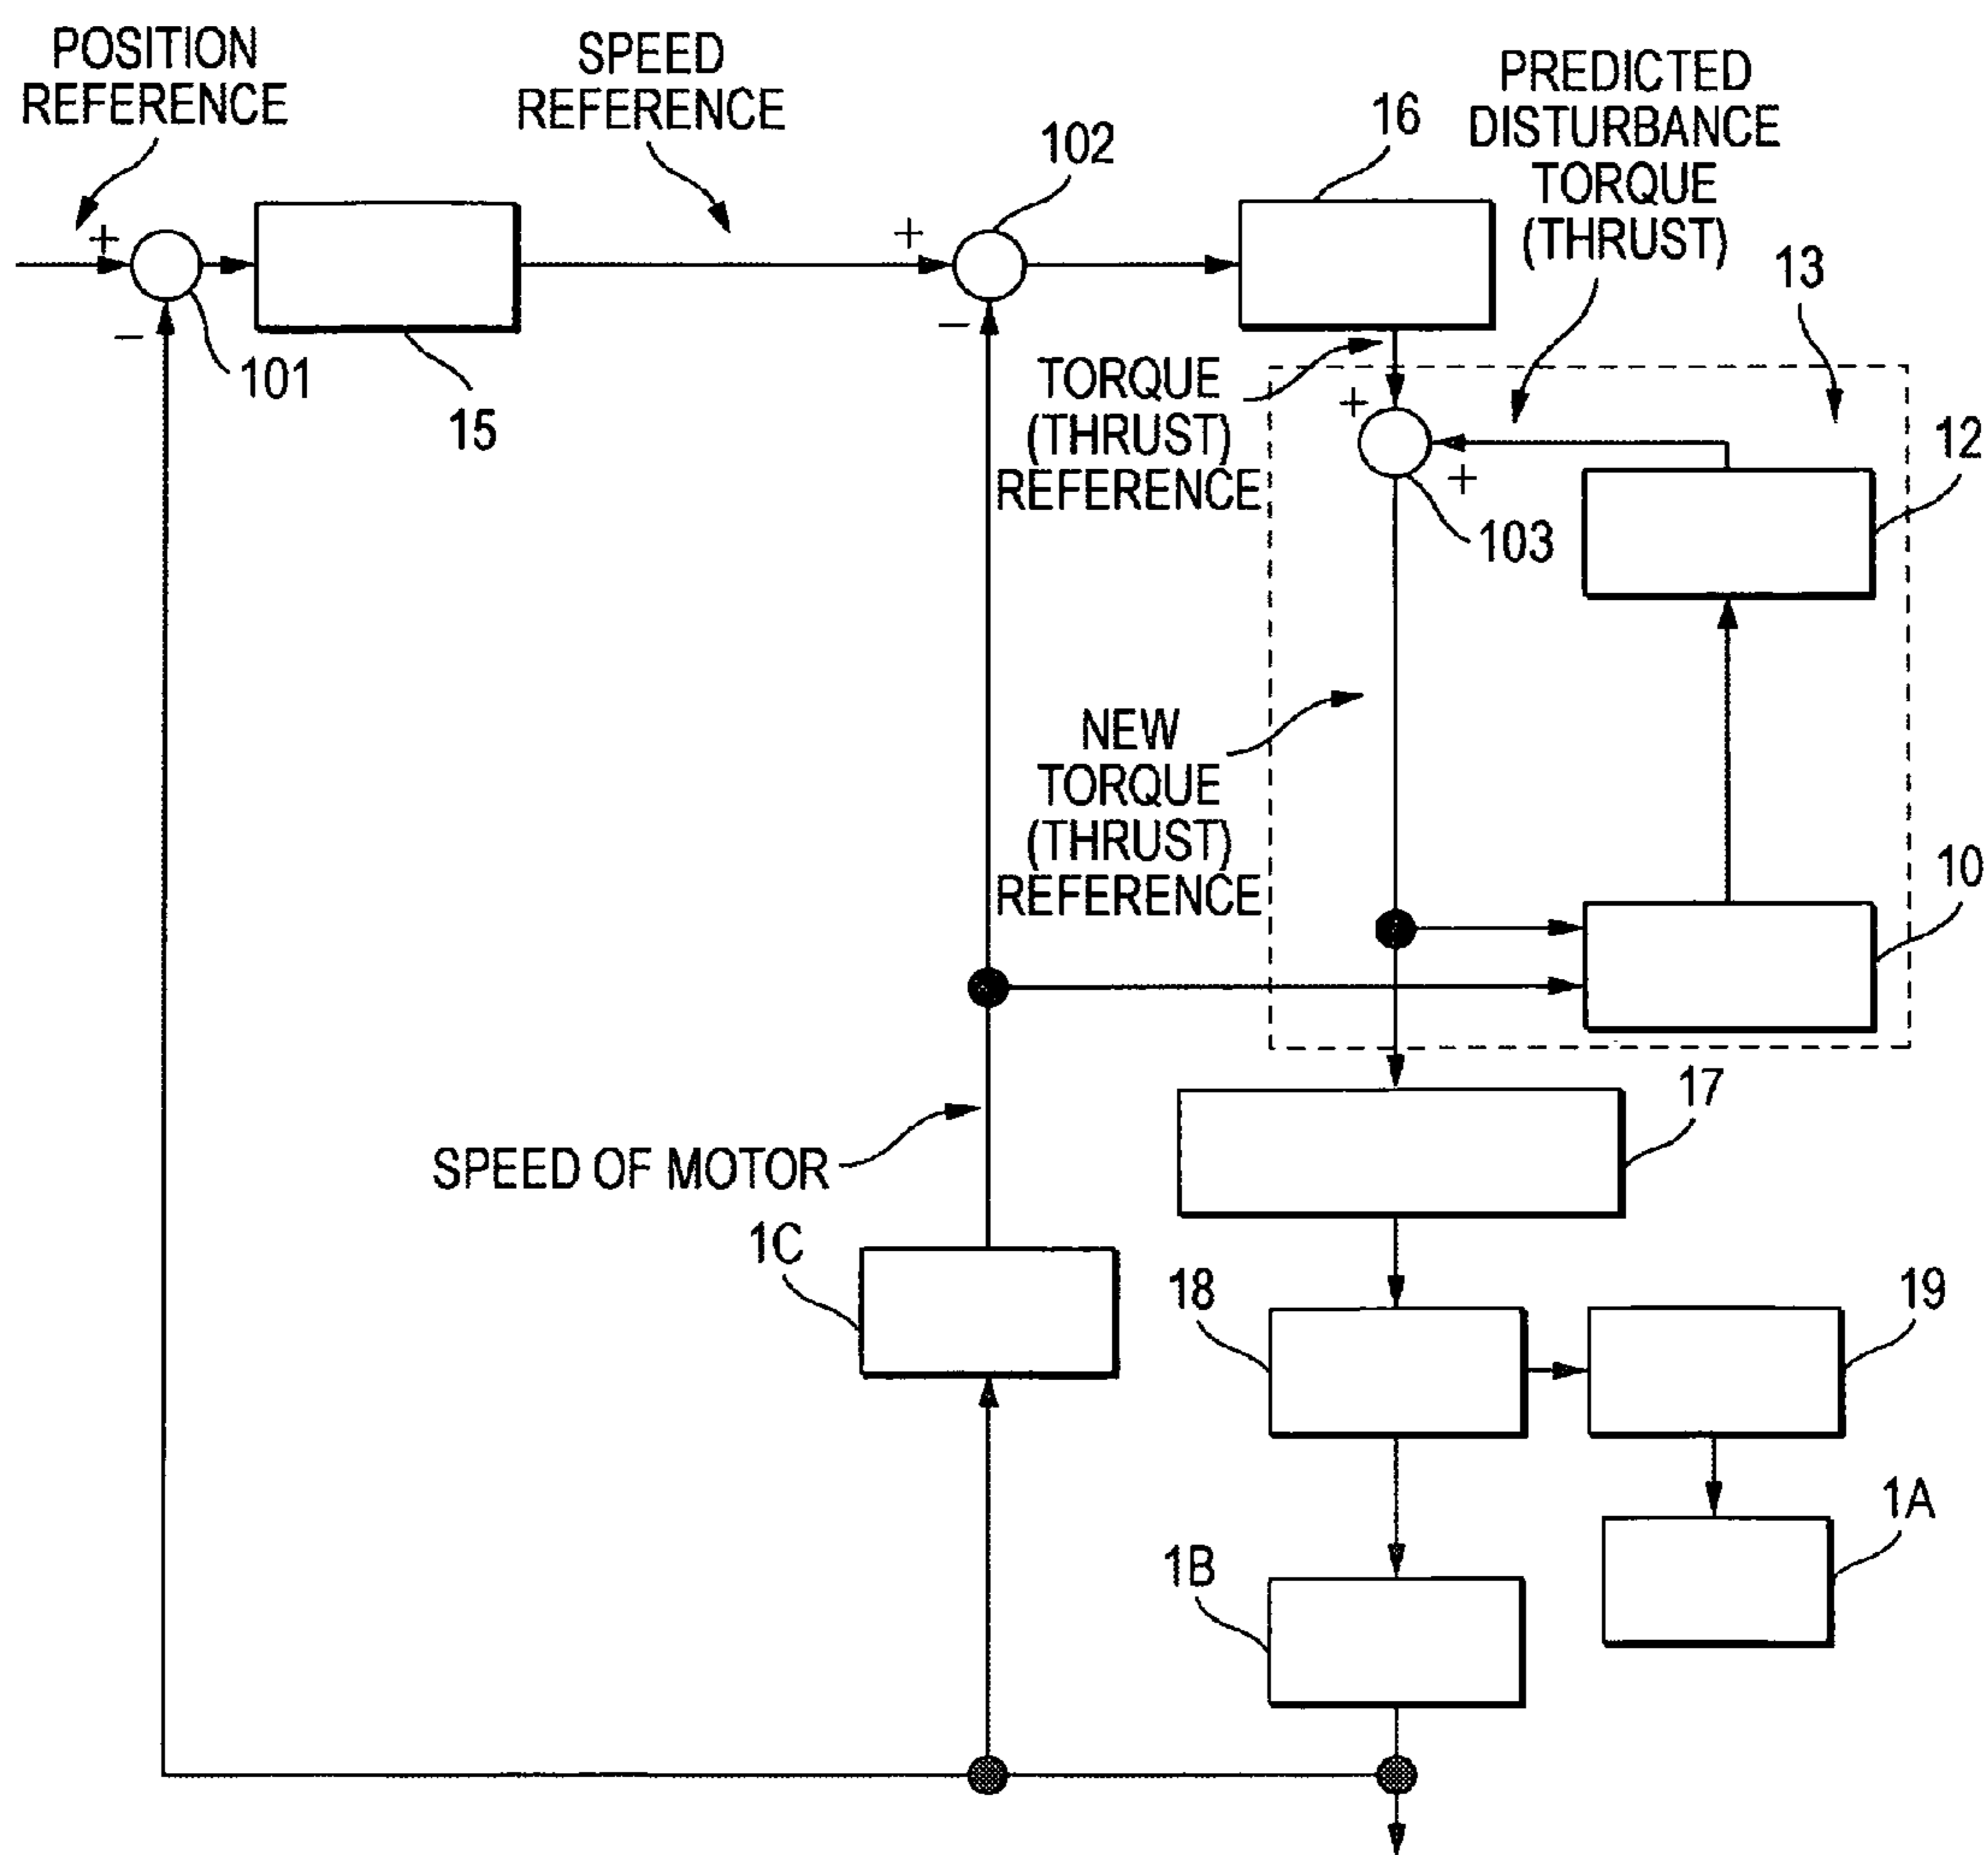 POSITION
REFERENCE
SPEED
REFERENCE
PREDICTED
DISTURBANCE
TORQUE
(THRUST)
102
16
13
+
+
−
−
101
15
TORQUE
(THRUST)
REFERENCE
+
+
103
12
NEW
TORQUE
(THRUST)
REFERENCE
10
17
SPEED OF MOTOR
1C
18
19
1A
1B